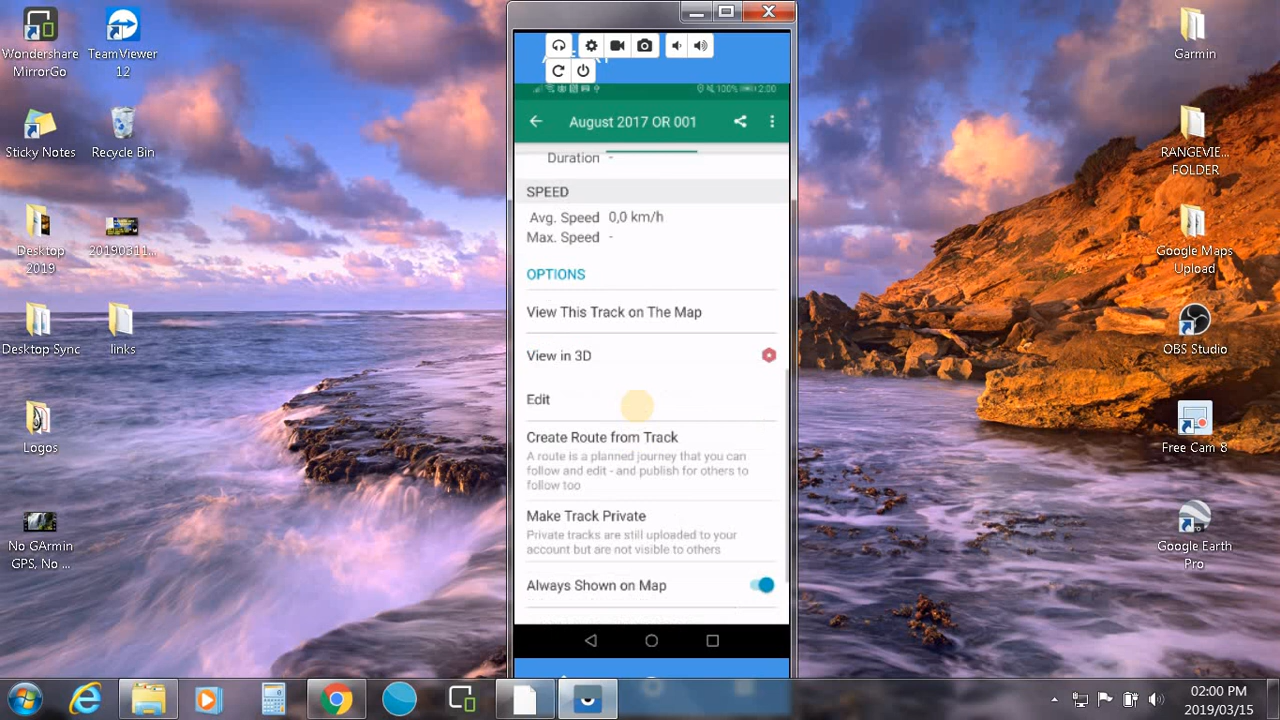 Wondershare
MirrorGo
TeamViewer
12
Sticky Notes
Recycle Bin
Desktop
2019
20190311...
Desktop Sync
links
Logos
No GArmin
GPS, No ...
100% 2:00
August 2017 OR 001
Duration -
SPEED
Avg. Speed 0,0 km/h
Max. Speed -
OPTIONS
View This Track on The Map
View in 3D
Edit
Create Route from Track
A route is a planned journey that you can
follow and edit - and publish for others to
follow too
Make Track Private
Private tracks are still uploaded to your
account but are not visible to others
Always Shown on Map
Garmin
RANGEVIE...
FOLDER
Google Maps
Upload
OBS Studio
Free Cam 8
Google Earth
Pro
02:00 PM
2019/03/15